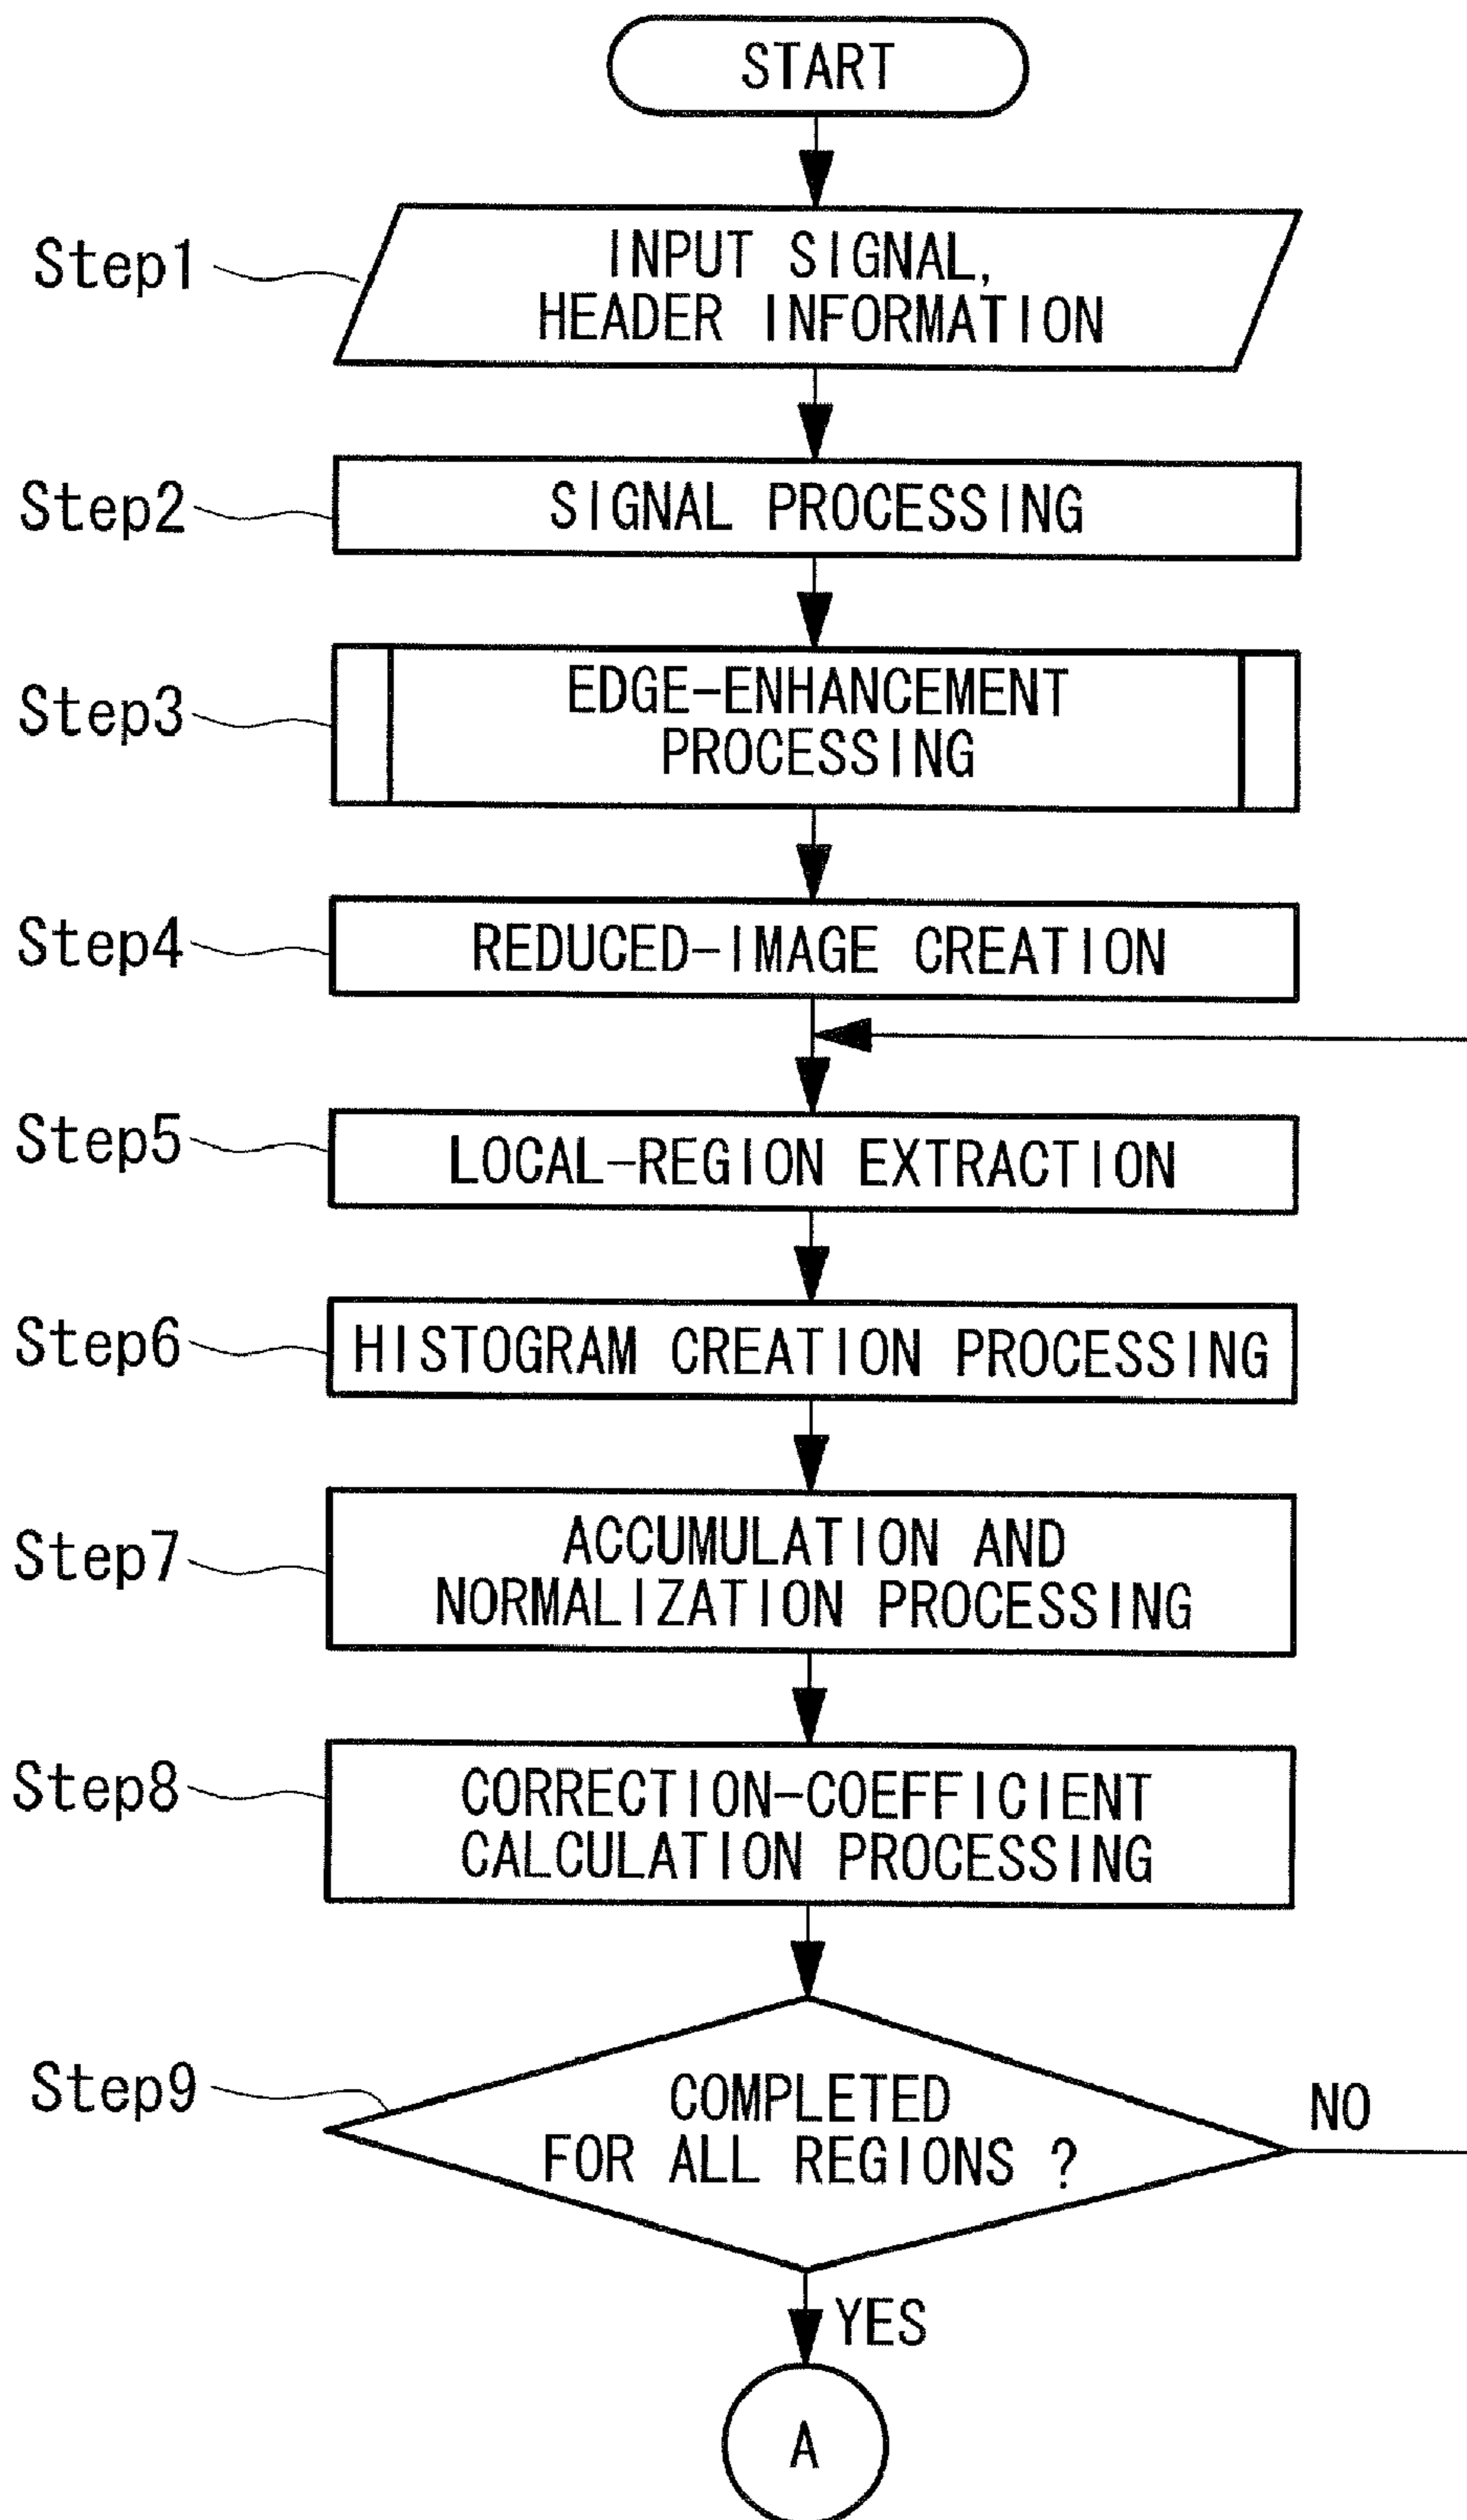 START
Step1
INPUT SIGNAL,
HEADER INFORMATION
Step2
SIGNAL PROCESSING
Step3
EDGE-ENHANCEMENT
PROCESSING
Step4
REDUCED-IMAGE CREATION
Step5
LOCAL-REGION EXTRACTION
Step6
HISTOGRAM CREATION PROCESSING
Step7
ACCUMULATION AND
NORMALIZATION PROCESSING
Step8
CORRECTION-COEFFICIENT
CALCULATION PROCESSING
Step9
COMPLETED
FOR ALL REGIONS ?
NO
YES
A